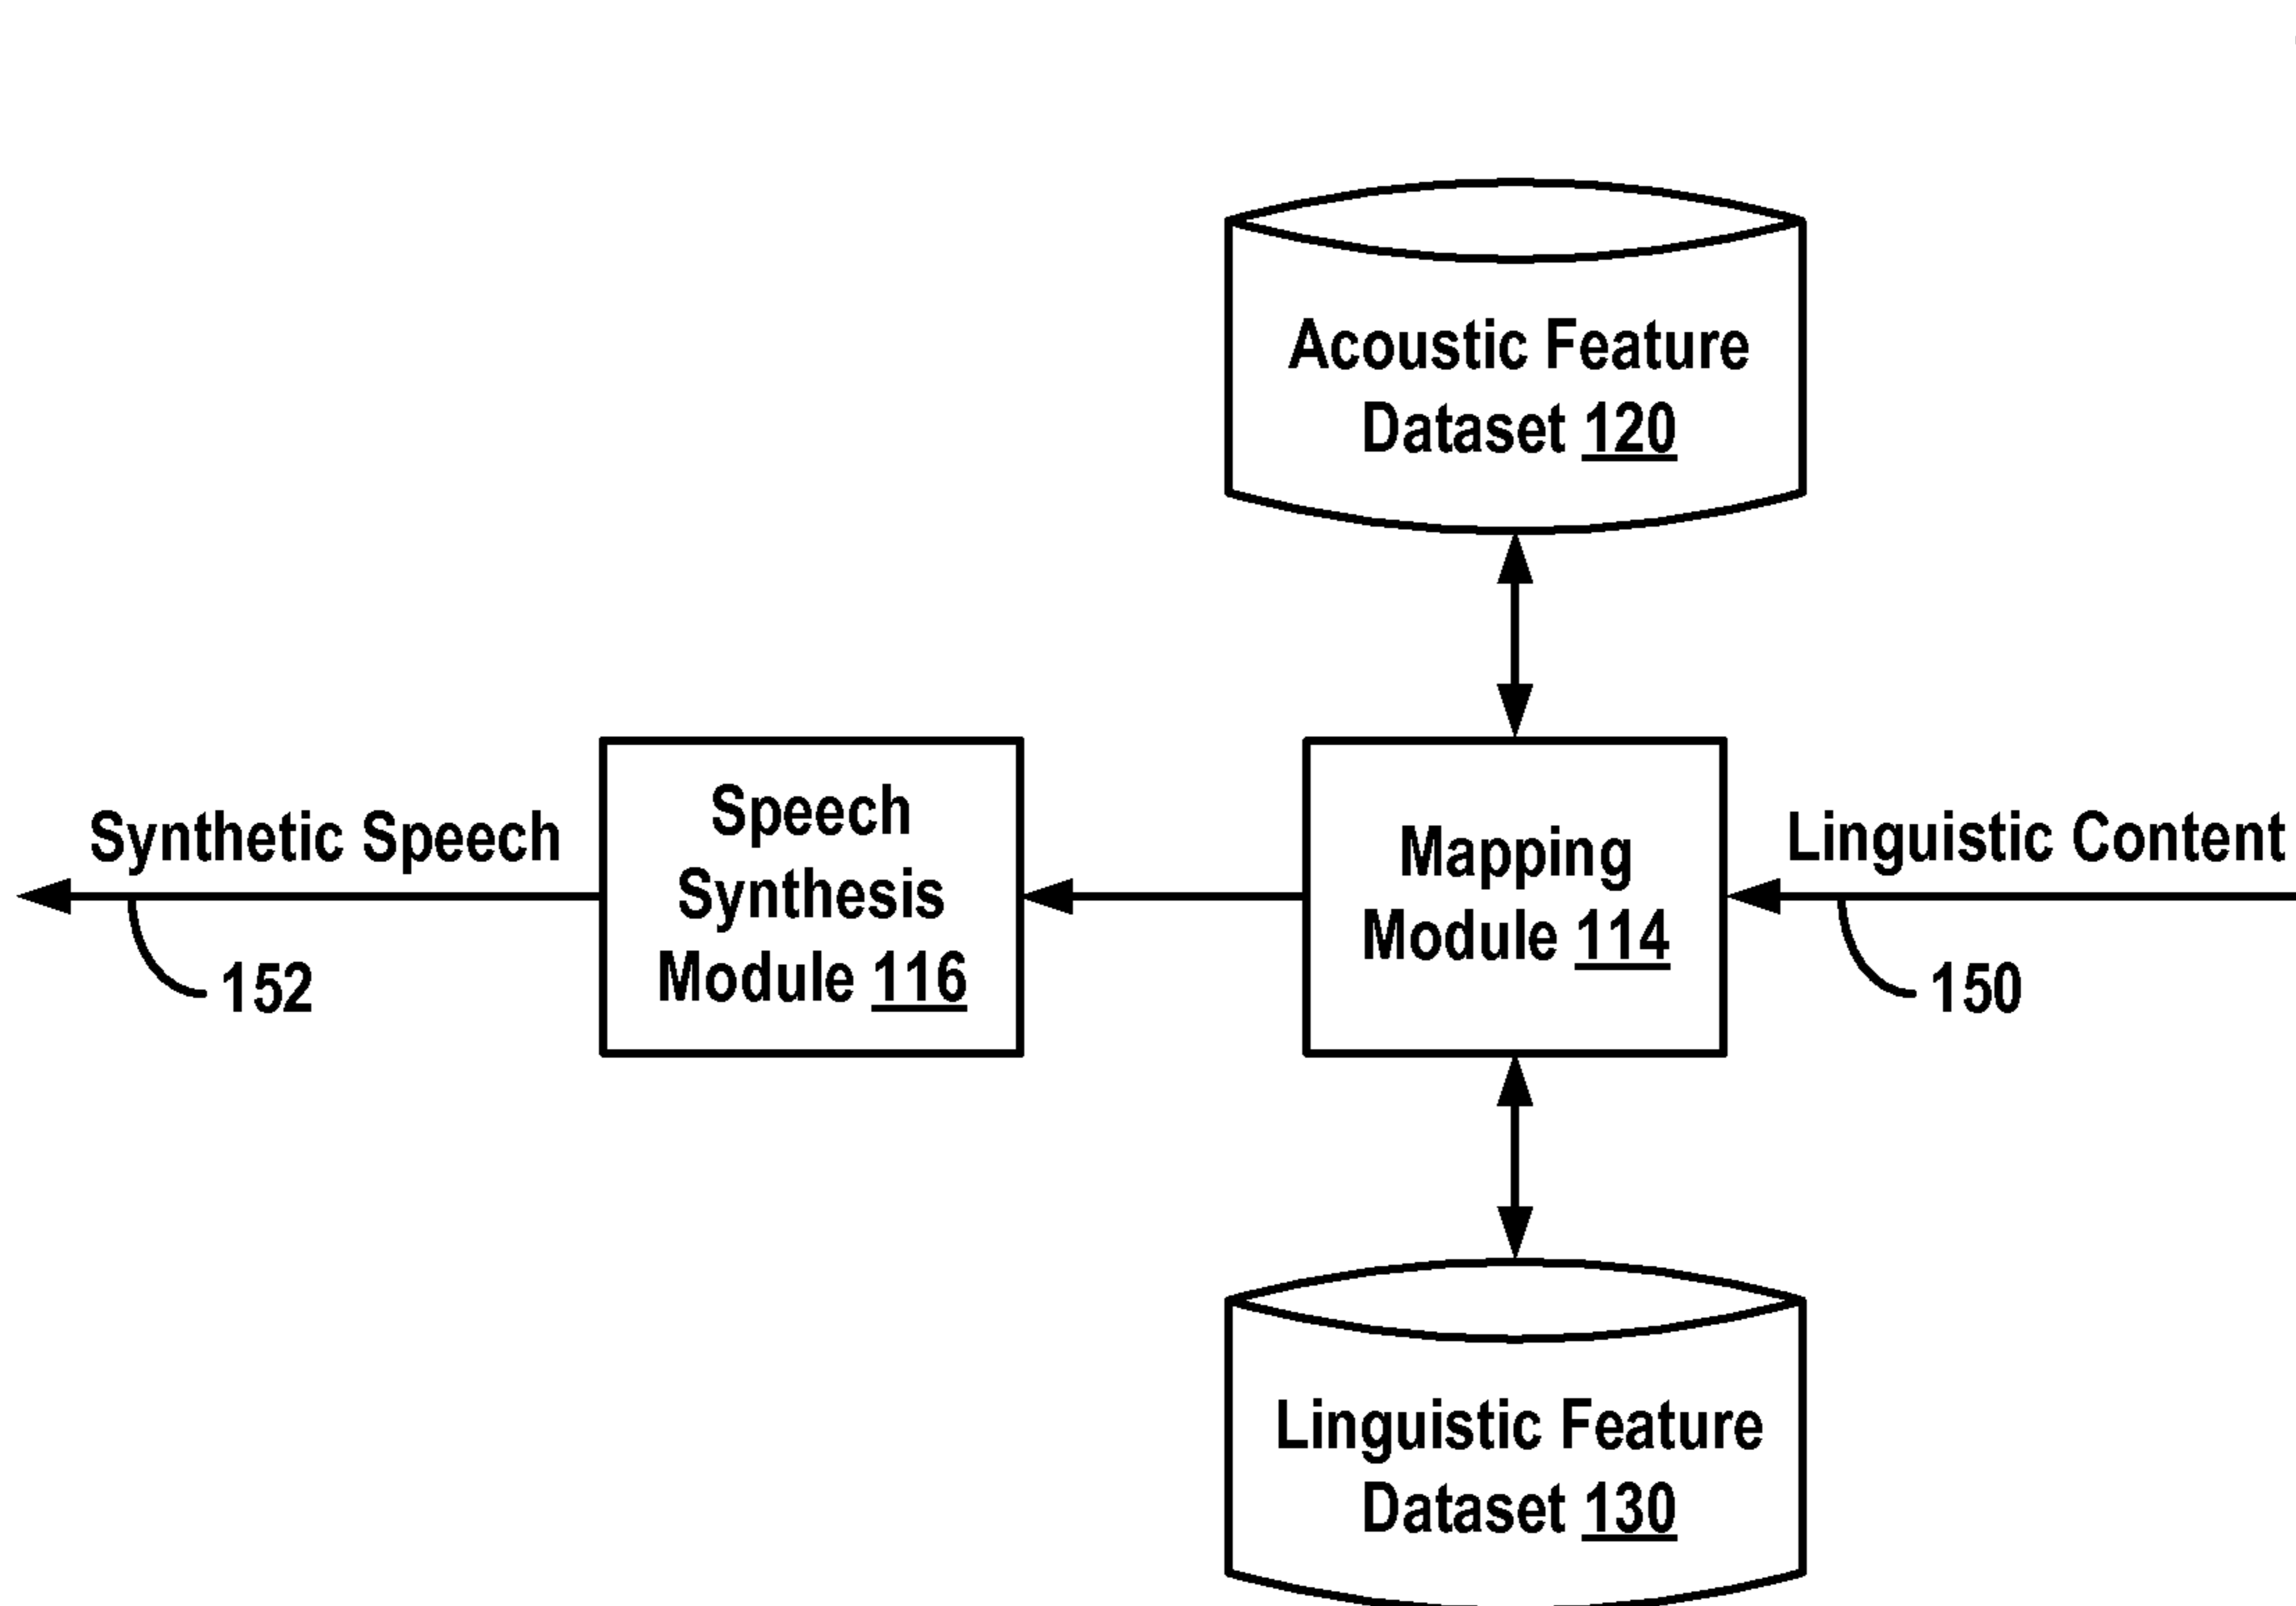 Acoustic Feature
Dataset 120
Synthetic Speech
152
Speech
Synthesis
Module 116
Mapping
Module 114
Linguistic Content
150
Linguistic Feature
Dataset 130